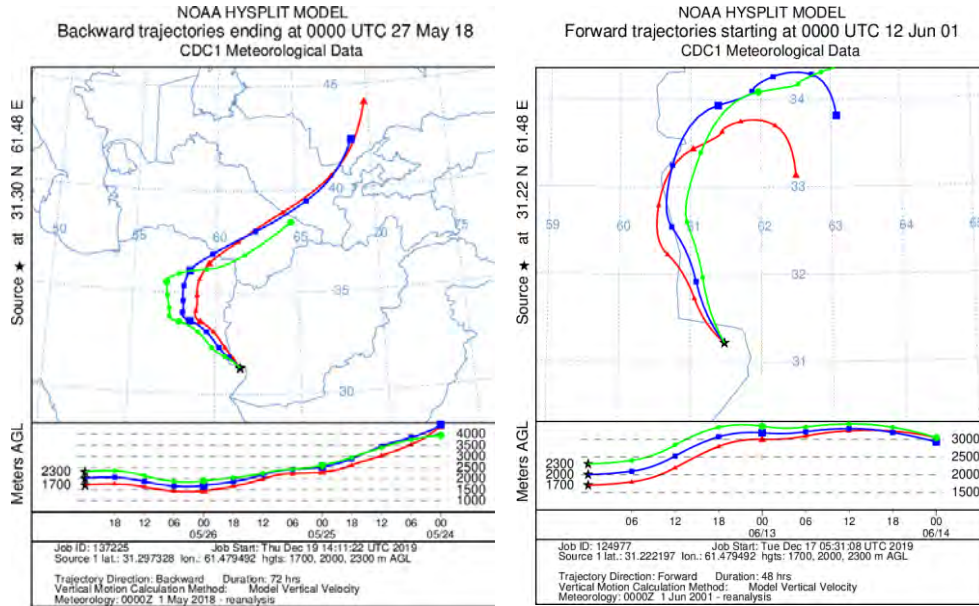 NOAA HYSPLIT MODEL
Backward trajectories ending at 0000 UTC 27 May 18
CDC1 Meteorological Data
Source ★ at 31.30 N 61.48 E
45
40
35
30
55
60
65
70
75
Meters AGL
2300
1700
4000
3500
3000
2500
2000
1500
1000
18 12 06 00 18 12 06 00 18 12 06 00
05/26 05/25 05/24
Job ID: 137225 Job Start: Thu Dec 19 14:11:22 UTC 2019
Source 1 lat.: 31.297328 lon.: 61.479492 hgts: 1700, 2000, 2300 m AGL
Trajectory Direction: Backward Duration: 72 hrs
Vertical Motion Calculation Method: Model Vertical Velocity
Meteorology: 0000Z 1 May 2018 - reanalysis
NOAA HYSPLIT MODEL
Forward trajectories starting at 0000 UTC 12 Jun 01
CDC1 Meteorological Data
Source ★ at 31.22 N 61.48 E
34
33
32
31
59 60 61 62 63 64 65
Meters AGL
2300
2000
1700
3000
2500
2000
1500
06 12 18 00 06 12 18 00
06/13 06/14
Job ID: 124977 Job Start: Tue Dec 17 05:31:08 UTC 2019
Source 1 lat.: 31.222197 lon.: 61.479492 hgts: 1700, 2000, 2300 m AGL
Trajectory Direction: Forward Duration: 48 hrs
Vertical Motion Calculation Method: Model Vertical Velocity
Meteorology: 0000Z 1 Jun 2001 - reanalysis